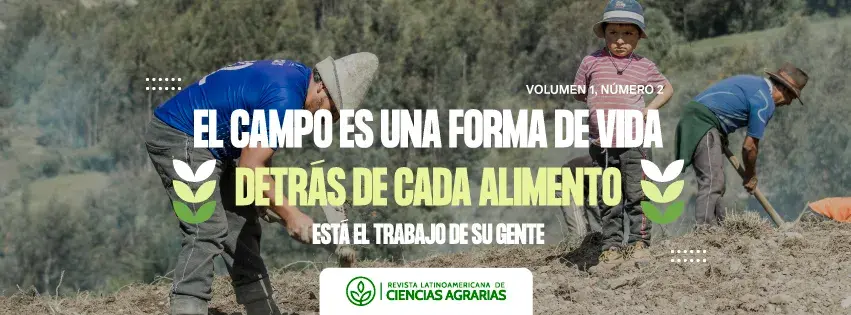 VOLUMEN 1, NÚMERO 2
EL CAMPO ES UNA FORMA DE VIDA
DETRÁS DE CADA ALIMENTO
ESTÁ EL TRABAJO DE SU GENTE
REVISTA LATINOAMERICANA DE
CIENCIAS AGRARIAS